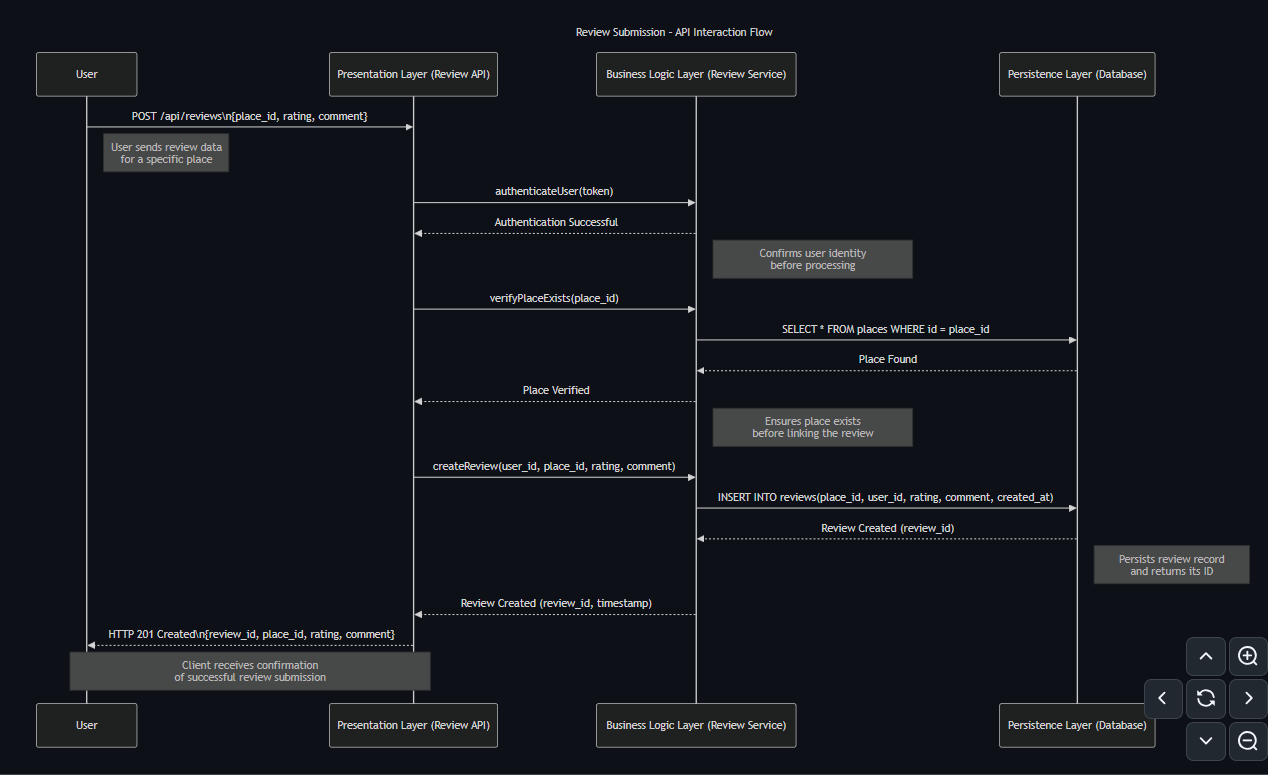 Review Submission - API Interaction Flow
User
Presentation Layer (Review API)
Business Logic Layer (Review Service)
Persistence Layer (Database)
POST /api/reviews\n{place_id, rating, comment}
User sends review data
for a specific place
authenticateUser(token)
Authentication Successful
Confirms user identity
before processing
verifyPlaceExists(place_id)
SELECT * FROM places WHERE id = place_id
Place Found
Place Verified
Ensures place exists
before linking the review
createReview(user_id, place_id, rating, comment)
INSERT INTO reviews(place_id, user_id, rating, comment, created_at)
Review Created (review_id)
Persists review record
and returns its ID
Review Created (review_id, timestamp)
HTTP 201 Created\n{review_id, place_id, rating, comment}
Client receives confirmation
of successful review submission
User
Presentation Layer (Review API)
Business Logic Layer (Review Service)
Persistence Layer (Database)